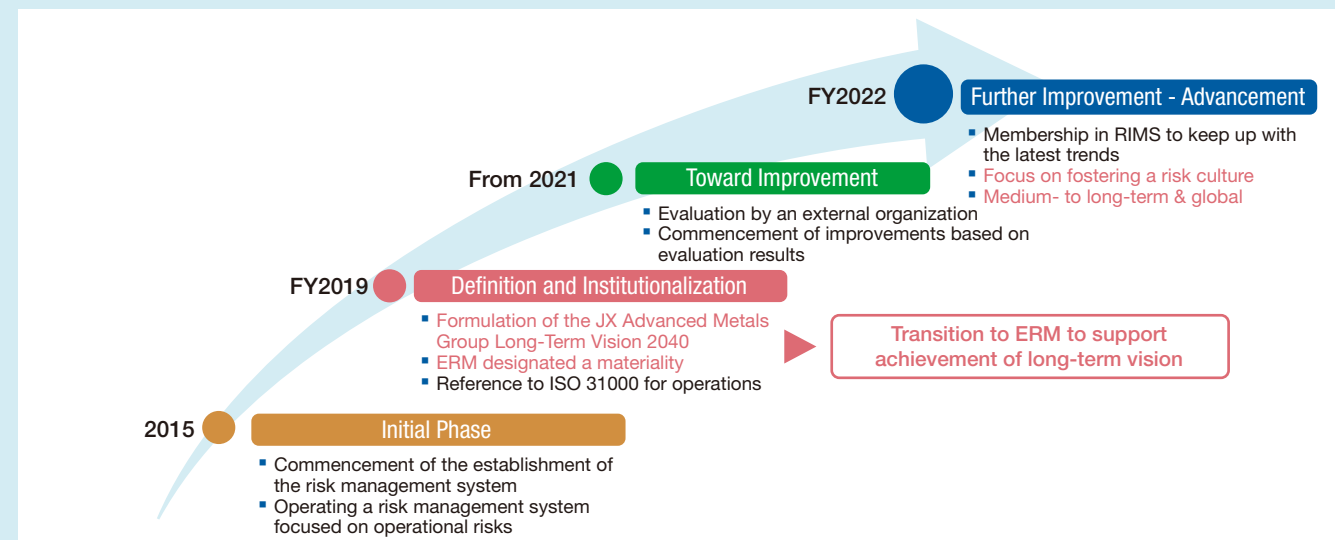 FY2022
Further Improvement - Advancement
▪ Membership in RIMS to keep up with
the latest trends
▪ Focus on fostering a risk culture
▪ Medium- to long-term & global
From 2021
Toward Improvement
▪ Evaluation by an external organization
▪ Commencement of improvements based on
evaluation results
FY2019
Definition and Institutionalization
▪ Formulation of the JX Advanced Metals
Group Long-Term Vision 2040
▪ ERM designated a materiality
▪ Reference to ISO 31000 for operations
Transition to ERM to support
achievement of long-term vision
2015
Initial Phase
▪ Commencement of the establishment of
the risk management system
▪ Operating a risk management system
focused on operational risks